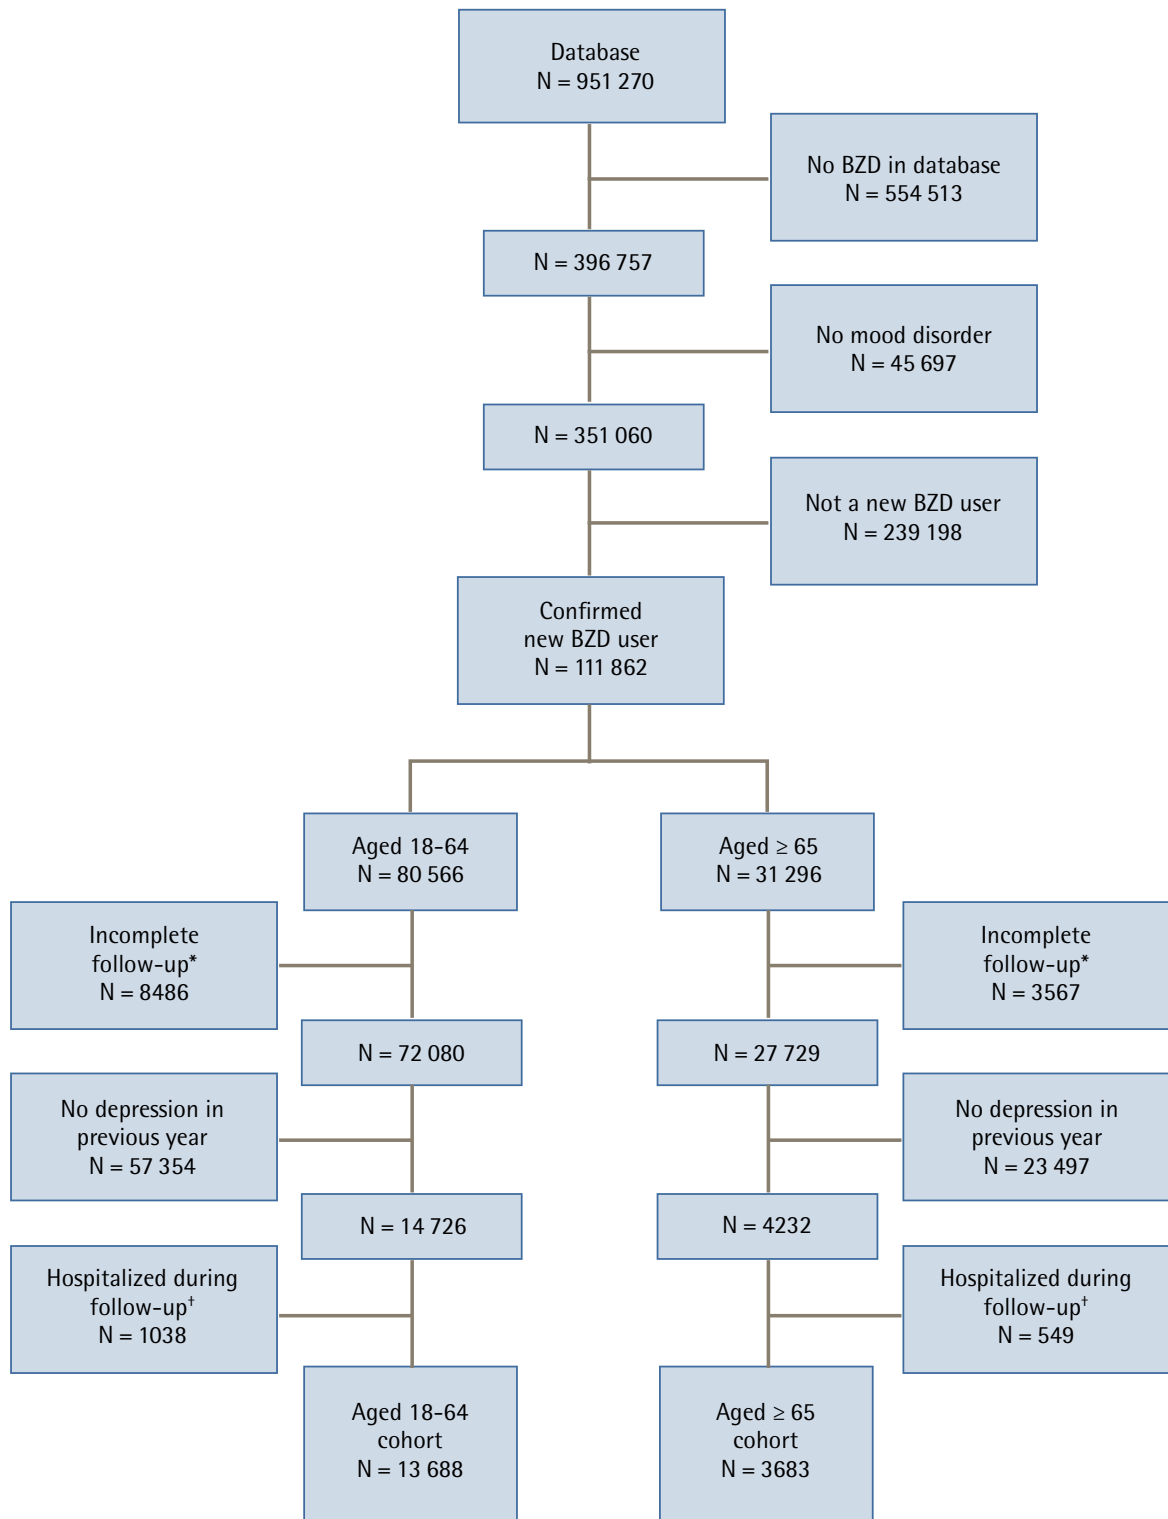 Database
N = 951 270
No BZD in database
N = 554 513
N = 396 757
No mood disorder
N = 45 697
N = 351 060
Not a new BZD user
N = 239 198
Confirmed
new BZD user
N = 111 862
Aged 18-64
N = 80 566
Aged ≥ 65
N = 31 296
Incomplete
follow-up*
N = 8486
Incomplete
follow-up*
N = 3567
N = 72 080
N = 27 729
No depression in
previous year
N = 57 354
No depression in
previous year
N = 23 497
N = 14 726
N = 4232
Hospitalized during
follow-up†
N = 1038
Hospitalized during
follow-up†
N = 549
Aged 18-64
cohort
N = 13 688
Aged ≥ 65
cohort
N = 3683